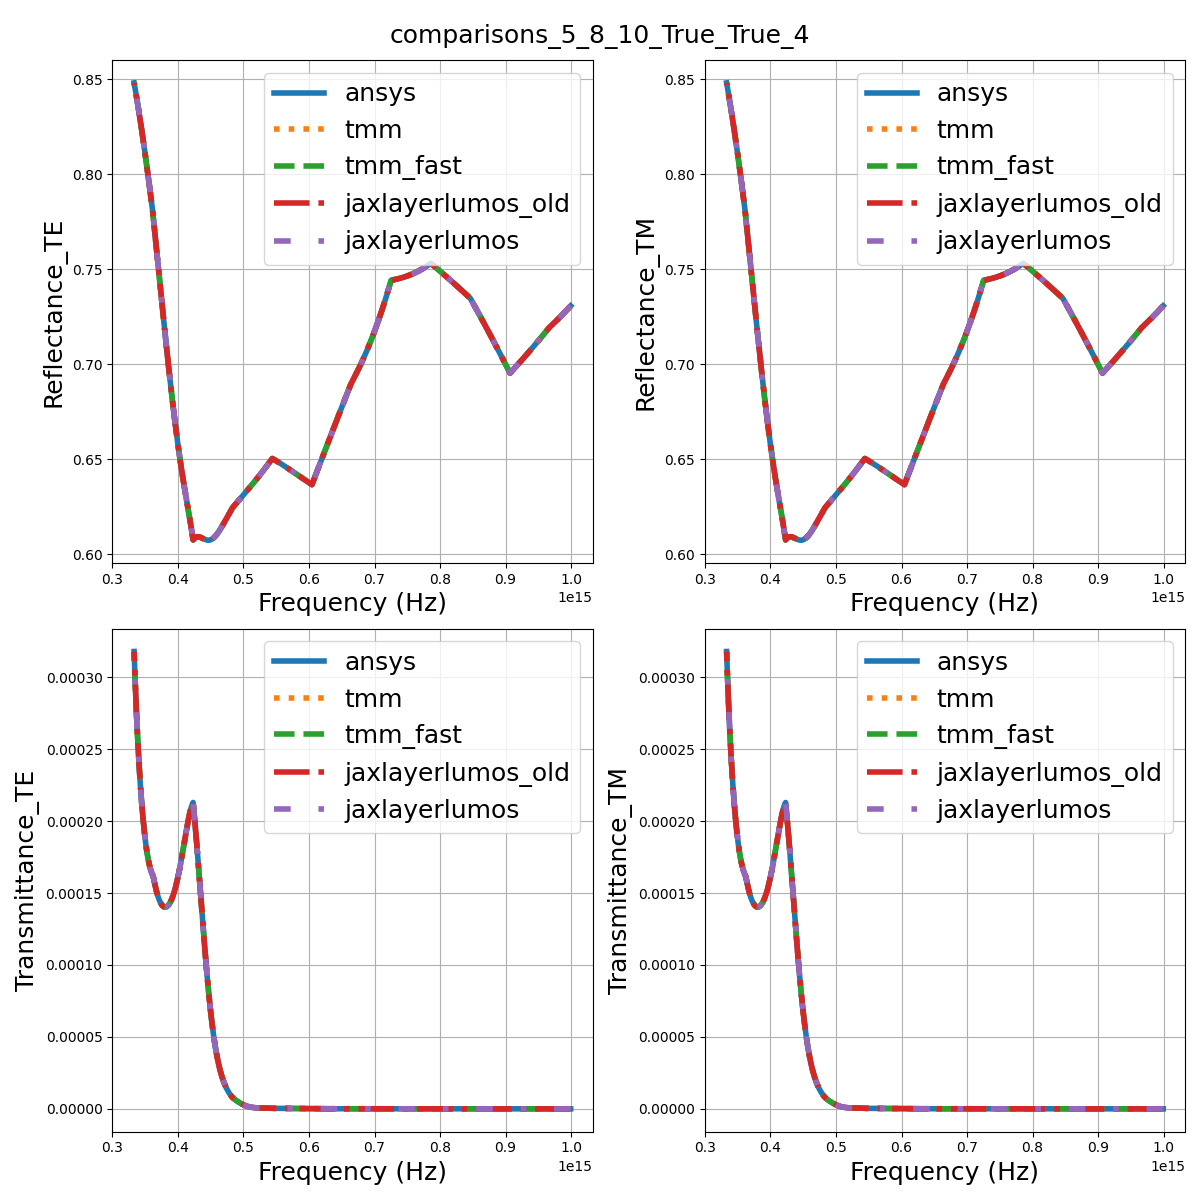 comparisons_5_8_10_True_True_4
Reflectance_TE
0.85
0.80
0.75
0.70
0.65
0.60
ansys
tmm
tmm_fast
jaxlayerlumos_old
jaxlayerlumos
0.3 0.4 0.5 0.6 0.7 0.8 0.9 1.0
1e15
Frequency (Hz)
Reflectance_TM
0.85
0.80
0.75
0.70
0.65
0.60
ansys
tmm
tmm_fast
jaxlayerlumos_old
jaxlayerlumos
0.3 0.4 0.5 0.6 0.7 0.8 0.9 1.0
1e15
Frequency (Hz)
Transmittance_TE
0.00030
0.00025
0.00020
0.00015
0.00010
0.00005
0.00000
ansys
tmm
tmm_fast
jaxlayerlumos_old
jaxlayerlumos
0.3 0.4 0.5 0.6 0.7 0.8 0.9 1.0
1e15
Frequency (Hz)
Transmittance_TM
0.00030
0.00025
0.00020
0.00015
0.00010
0.00005
0.00000
ansys
tmm
tmm_fast
jaxlayerlumos_old
jaxlayerlumos
0.3 0.4 0.5 0.6 0.7 0.8 0.9 1.0
1e15
Frequency (Hz)